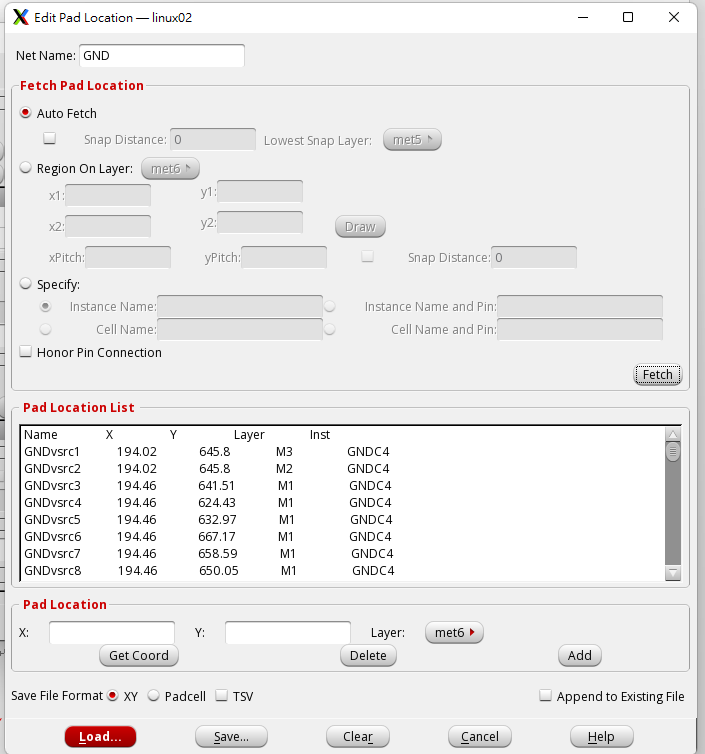 Edit Pad Location — linux02
Net Name: GND
Fetch Pad Location
Auto Fetch
Snap Distance: 0 Lowest Snap Layer: met5
Region On Layer: met6
x1: y1:
x2: y2: Draw
xPitch: yPitch: Snap Distance: 0
Specify:
Instance Name: Instance Name and Pin:
Cell Name: Cell Name and Pin:
Honor Pin Connection
Fetch
Pad Location List
Name X Y Layer Inst
GNDvsrc1 194.02 645.8 M3 GNDC4
GNDvsrc2 194.02 645.8 M2 GNDC4
GNDvsrc3 194.46 641.51 M1 GNDC4
GNDvsrc4 194.46 624.43 M1 GNDC4
GNDvsrc5 194.46 632.97 M1 GNDC4
GNDvsrc6 194.46 667.17 M1 GNDC4
GNDvsrc7 194.46 658.59 M1 GNDC4
GNDvsrc8 194.46 650.05 M1 GNDC4
Pad Location
X: Y: Layer: met6
Get Coord Delete Add
Save File Format XY Padcell TSV Append to Existing File
Load... Save... Clear Cancel Help